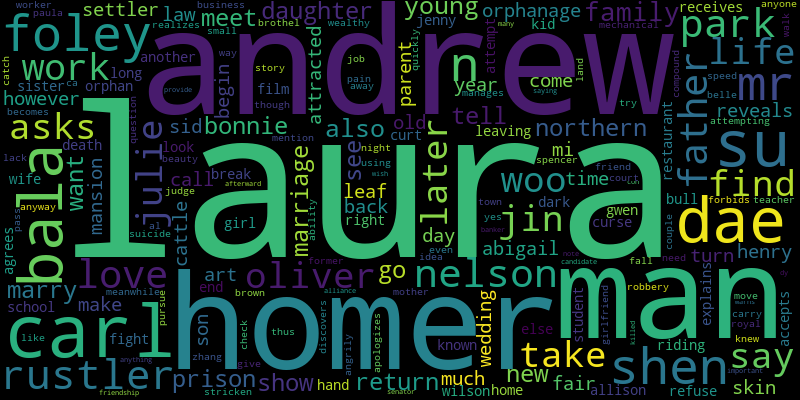 settler law daughter meet young orphanage family park receives business
worker brothel wealthy anyone
paula realizes small jenny kid mechanical
foley andrew n life mr
work another way long begin job attempt walk
sister orphan pain away quickly attracted parent year come land
however film story though manages try speed belle
asks julie sid bonnie also curt old tell leaving northern restaurant father reveals su
becomes death look beauty break mention night using wish spencer mi compound attempting
lack wife want mansion call see later friend court bull find
laura woo time
bala judge afterward leaf jin dark gwen forbids teacher dae
pass anyway girl back right day town yes curse couple
agrees al suicide cattle ability marriage abigail turn henry
meanwhile former even idea fall need
love art oliver go nelson man explains
marry end mother candidate
school make pursue son brown alliance known student robbery girlfriend move carry royal accepts
carl homer wedding else killed knew
like fight thus check discovers angrily apologizes take shen say
zhang give important
rustler prison show hand return much new fair allison skin
anything stricken wilson home refuse
friendship senator